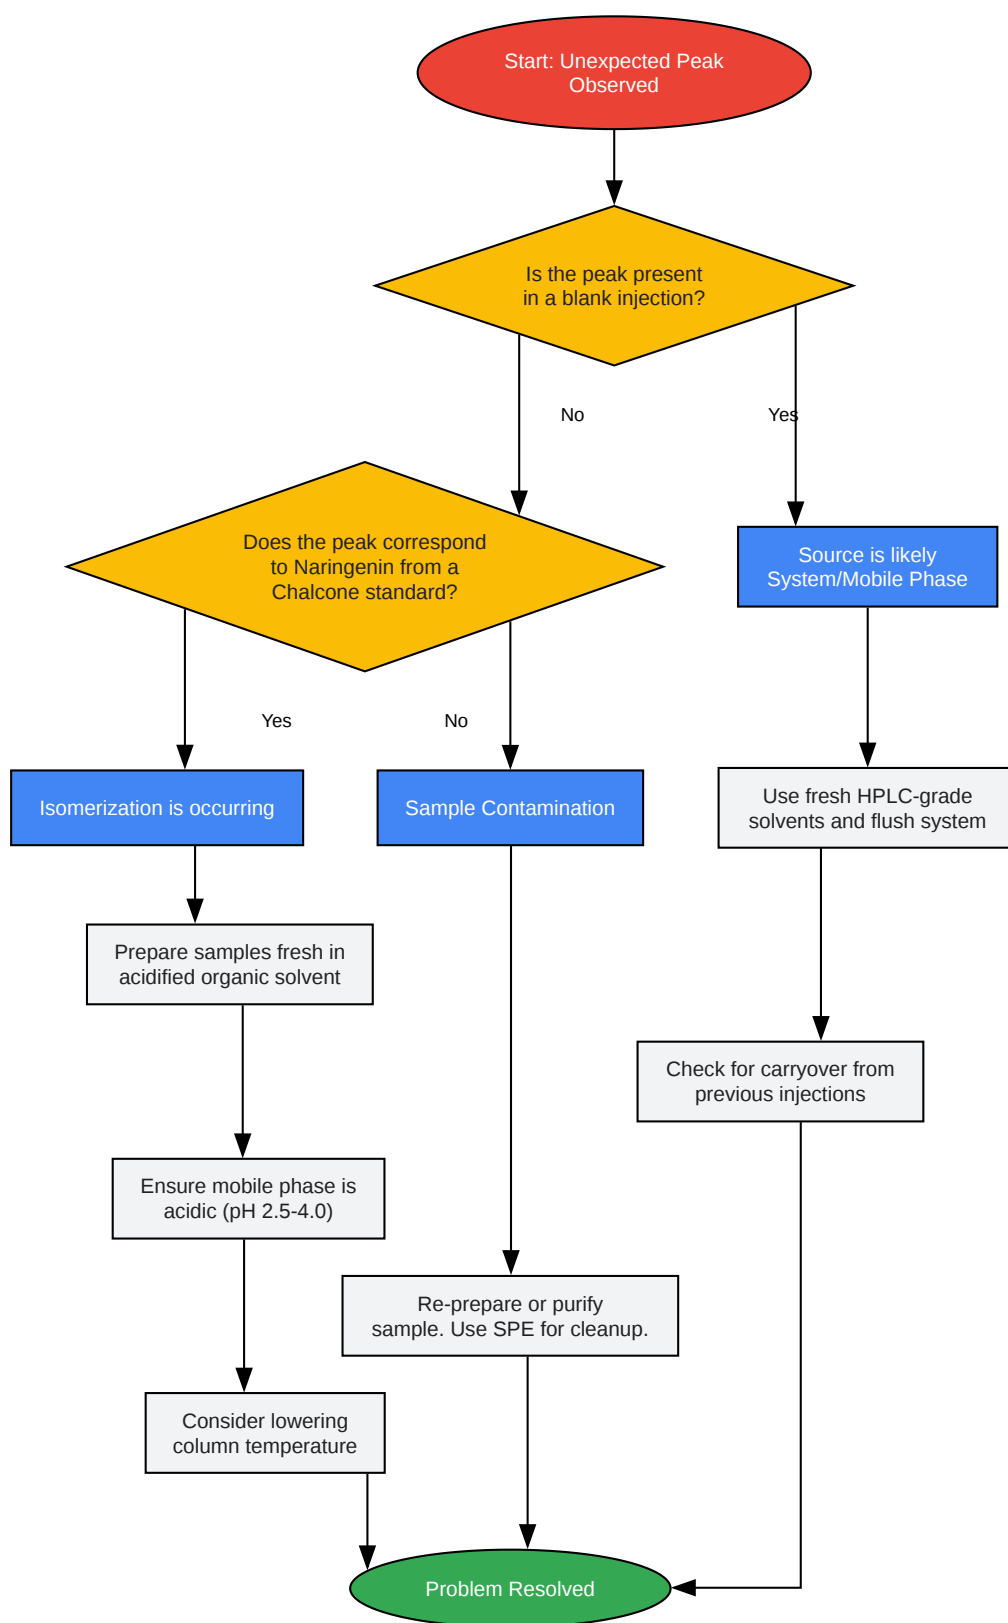 Start: Unexpected Peak
Observed
Is the peak present
in a blank injection?
No
Yes
Does the peak correspond
to Naringenin from a
Chalcone standard?
Source is likely
System/Mobile Phase
Yes
No
Isomerization is occurring
Sample Contamination
Use fresh HPLC-grade
solvents and flush system
Prepare samples fresh in
acidified organic solvent
Check for carryover from
previous injections
Ensure mobile phase is
acidic (pH 2.5-4.0)
Re-prepare or purify
sample. Use SPE for cleanup.
Consider lowering
column temperature
Problem Resolved